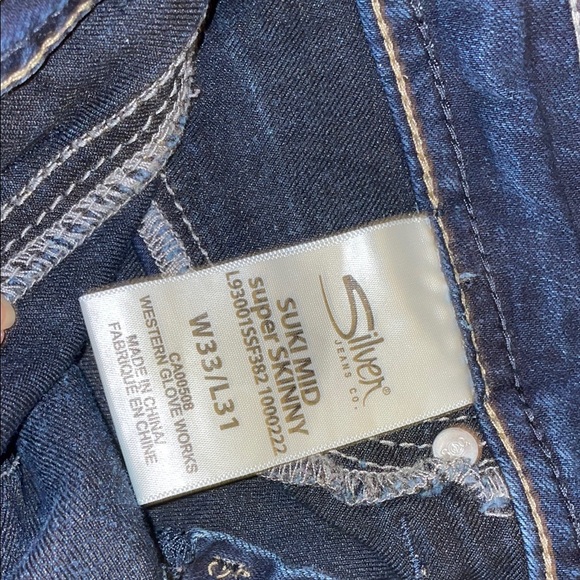 Silver
JEANS CO.
SUKI MID
super SKINNY
L93001SSF382 1000222
W33/L31
CA00508
WESTERN GLOVE WORKS
MADE IN CHINA/
FABRIQUÉ EN CHINE